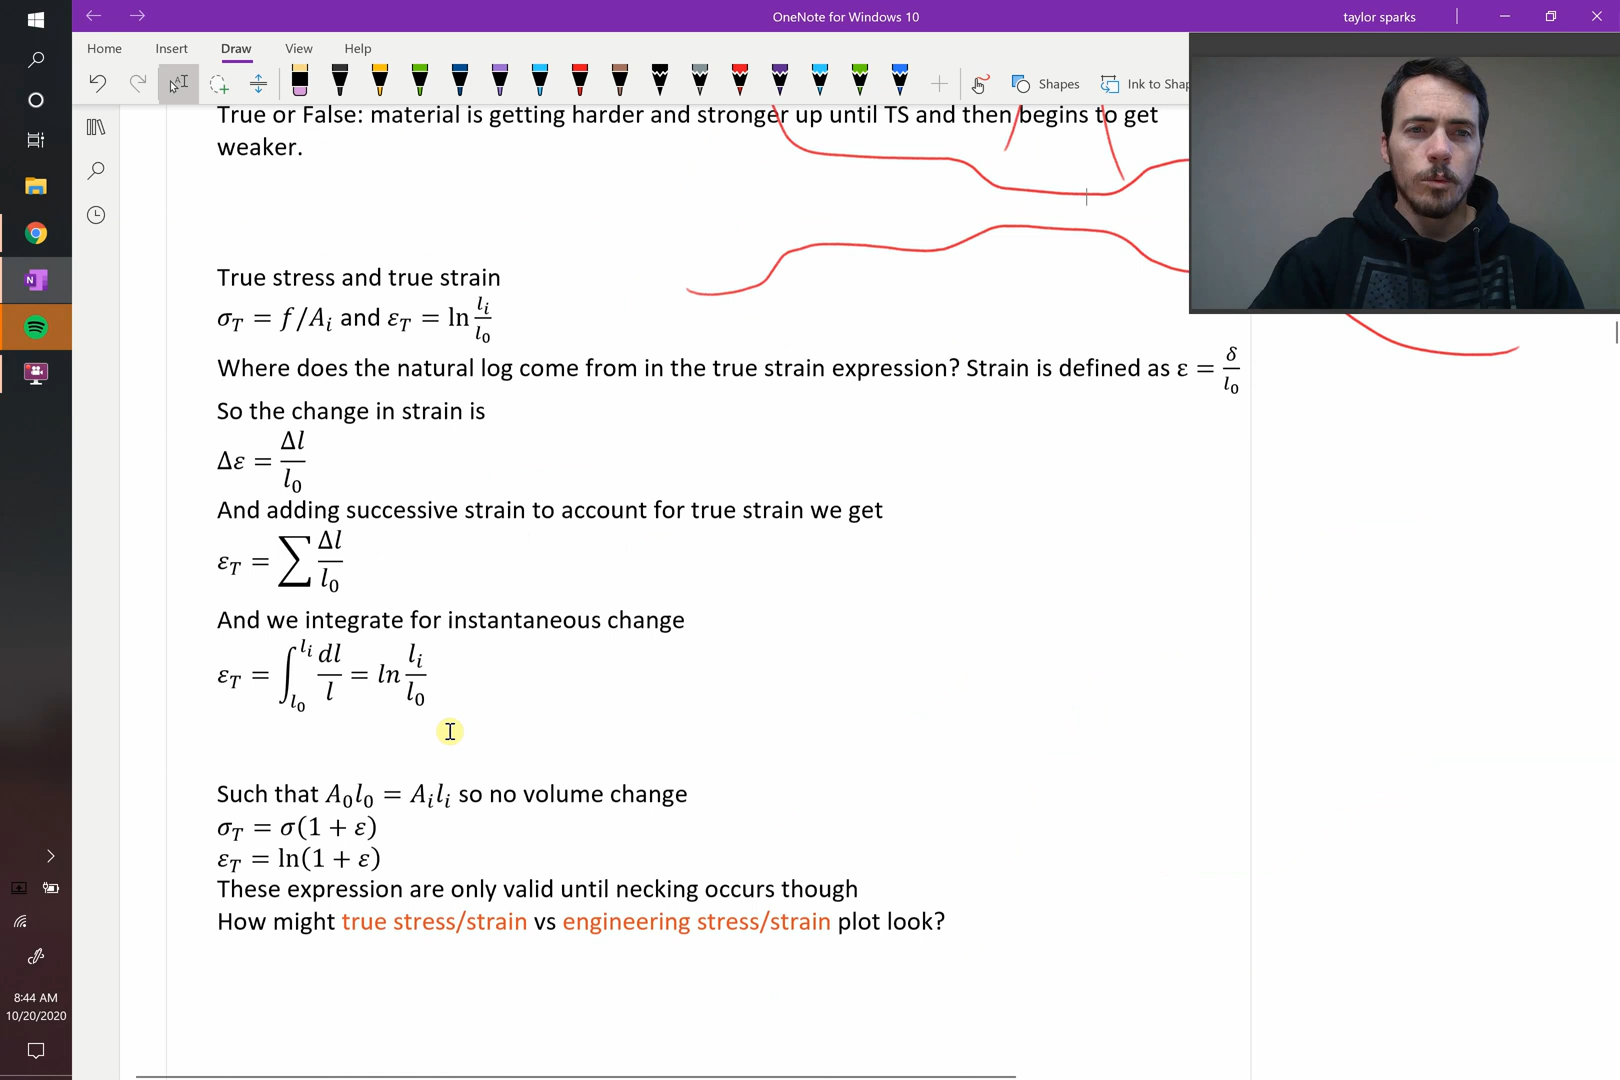 OneNote for Windows 10
taylor sparks
Home Insert Draw View Help
Shapes
Ink to Shap
True or False: material is getting harder and stronger up until TS and then begins to get
weaker.
True stress and true strain
σ_T = f/A_i and ε_T = ln l_i/l_0
Where does the natural log come from in the true strain expression? Strain is defined as ε = δ/l_0
So the change in strain is
Δε = Δl/l_0
And adding successive strain to account for true strain we get
ε_T = ∑ Δl/l_0
And we integrate for instantaneous change
ε_T = ∫_{l_0}^{l_i} dl/l = ln l_i/l_0
Such that A_0l_0 = A_il_i so no volume change
σ_T = σ(1 + ε)
ε_T = ln(1 + ε)
These expression are only valid until necking occurs though
How might true stress/strain vs engineering stress/strain plot look?
8:44 AM
10/20/2020